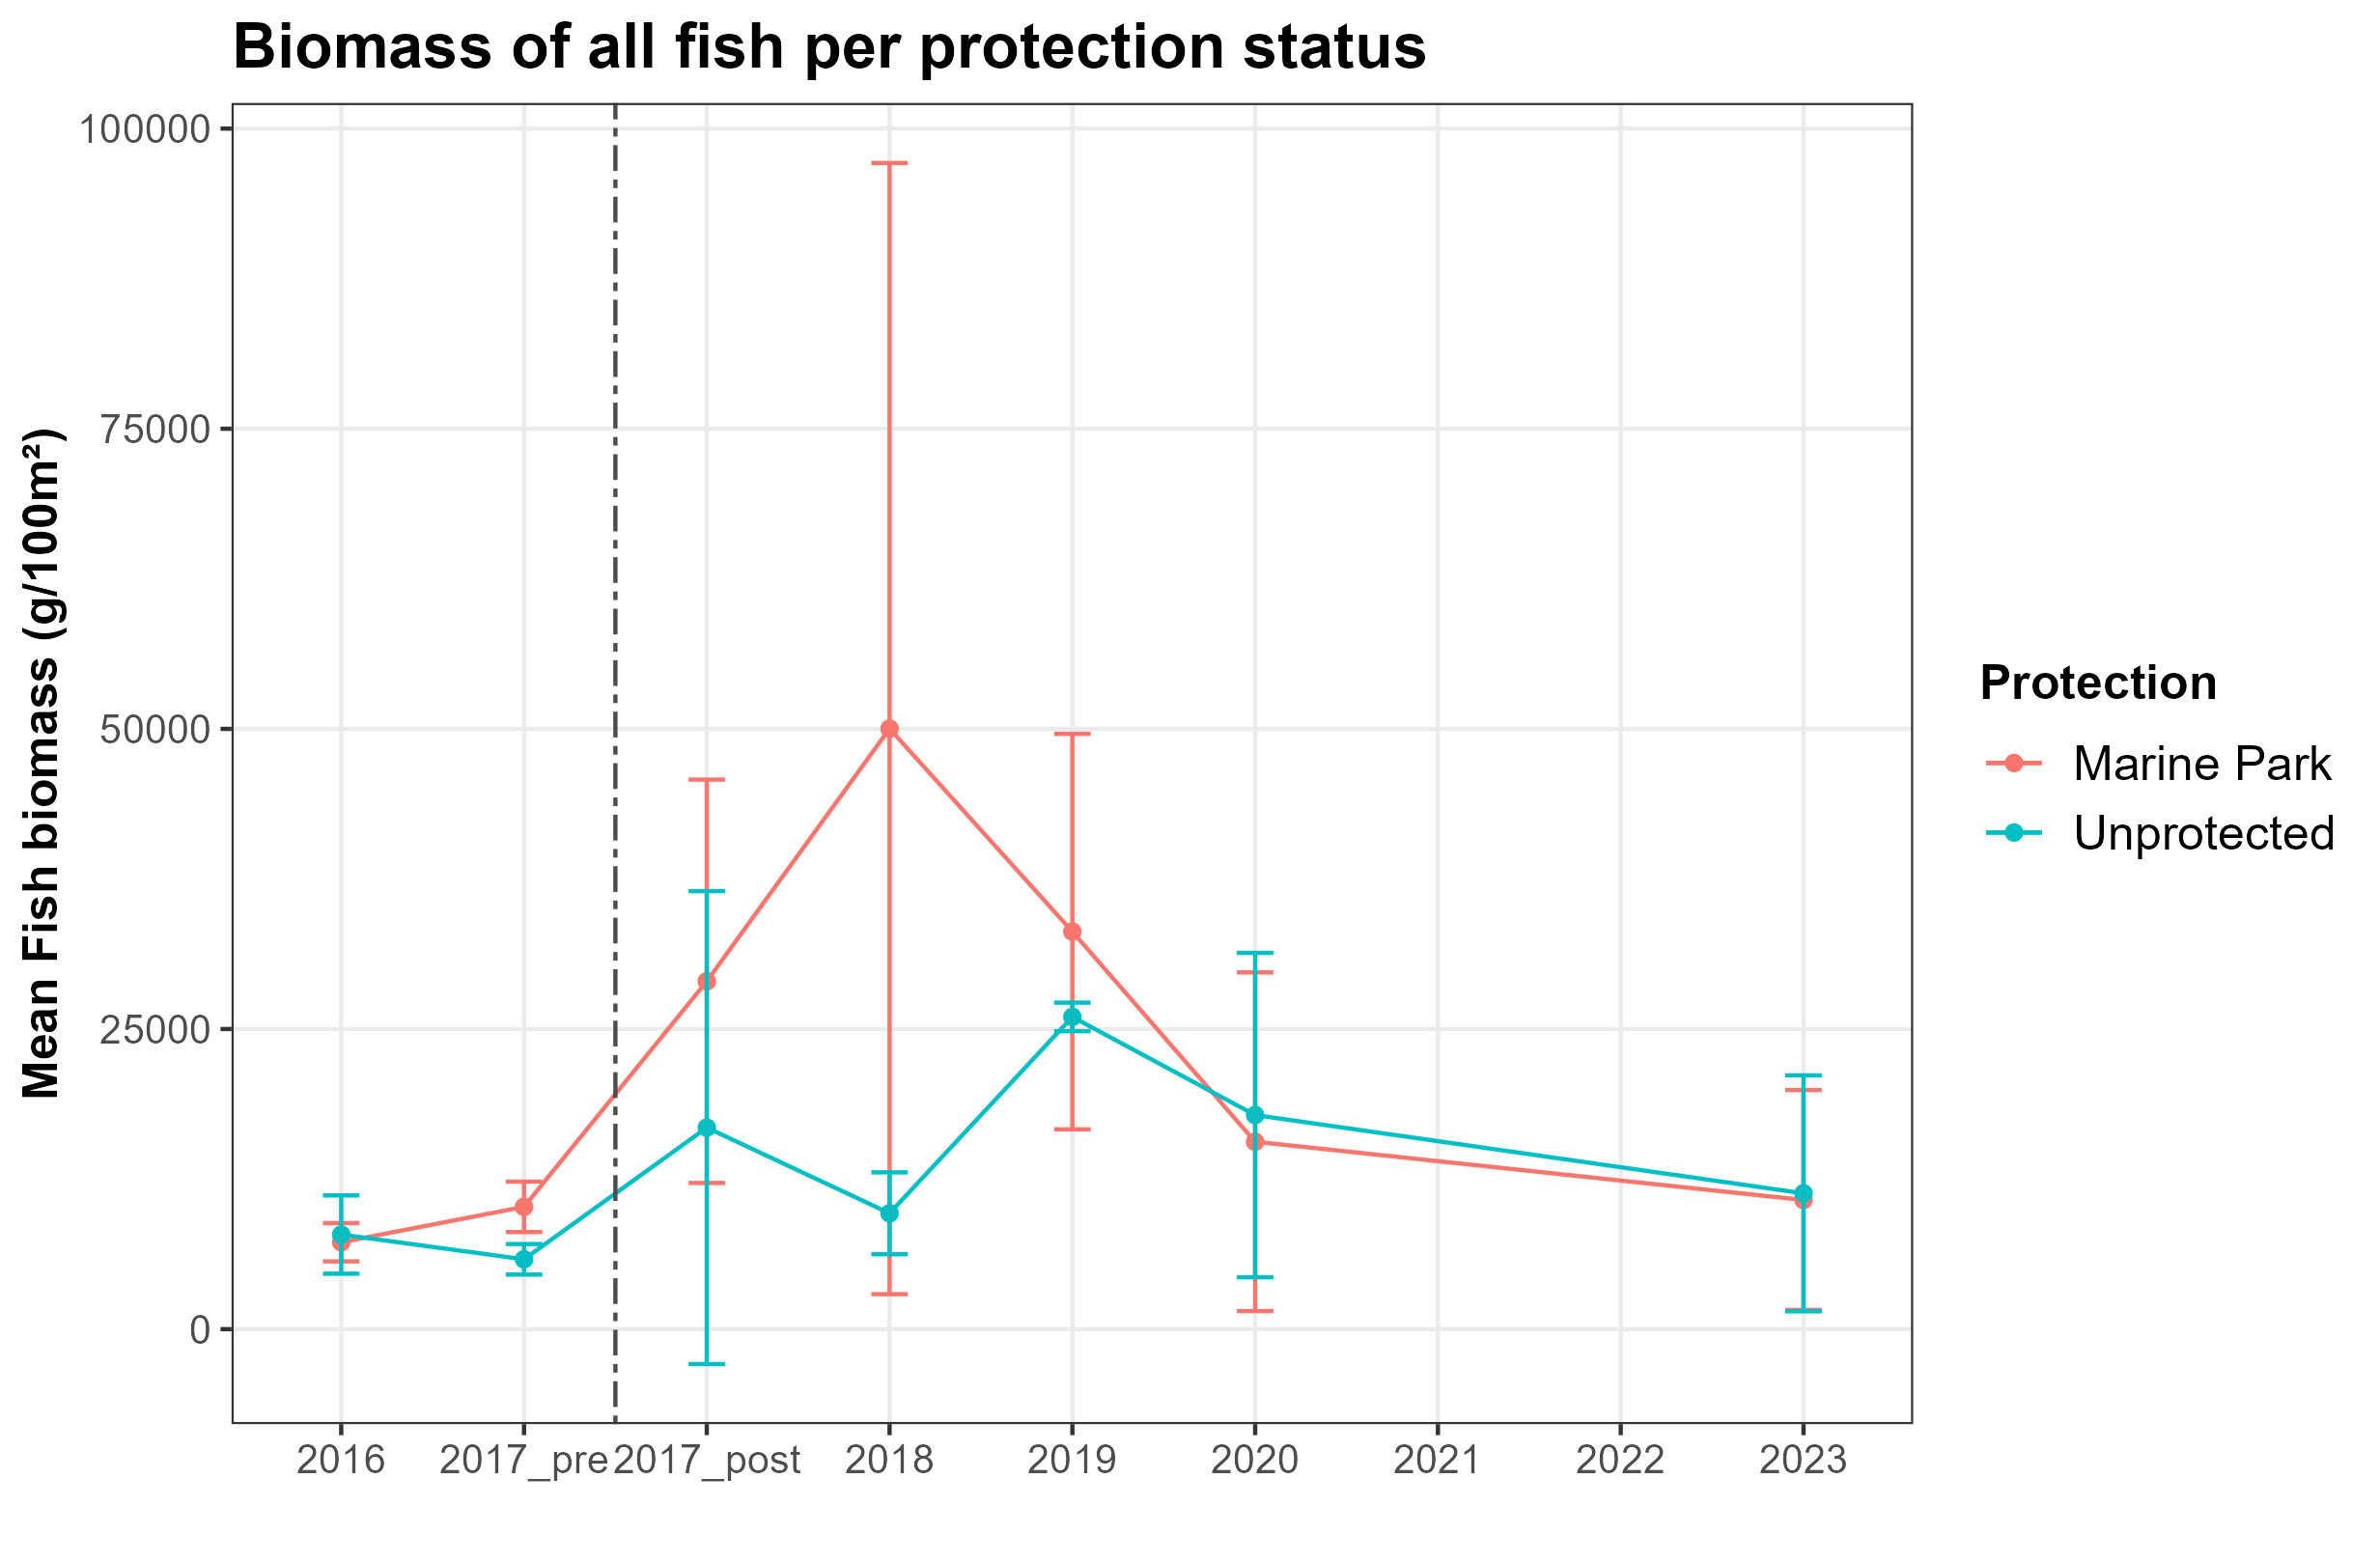 Biomass of all fish per protection status
Mean Fish biomass (g/100m²)
100000
75000
50000
25000
0
2016 2017_pre 2017_post 2018 2019 2020 2021 2022 2023
Protection
Marine Park
Unprotected